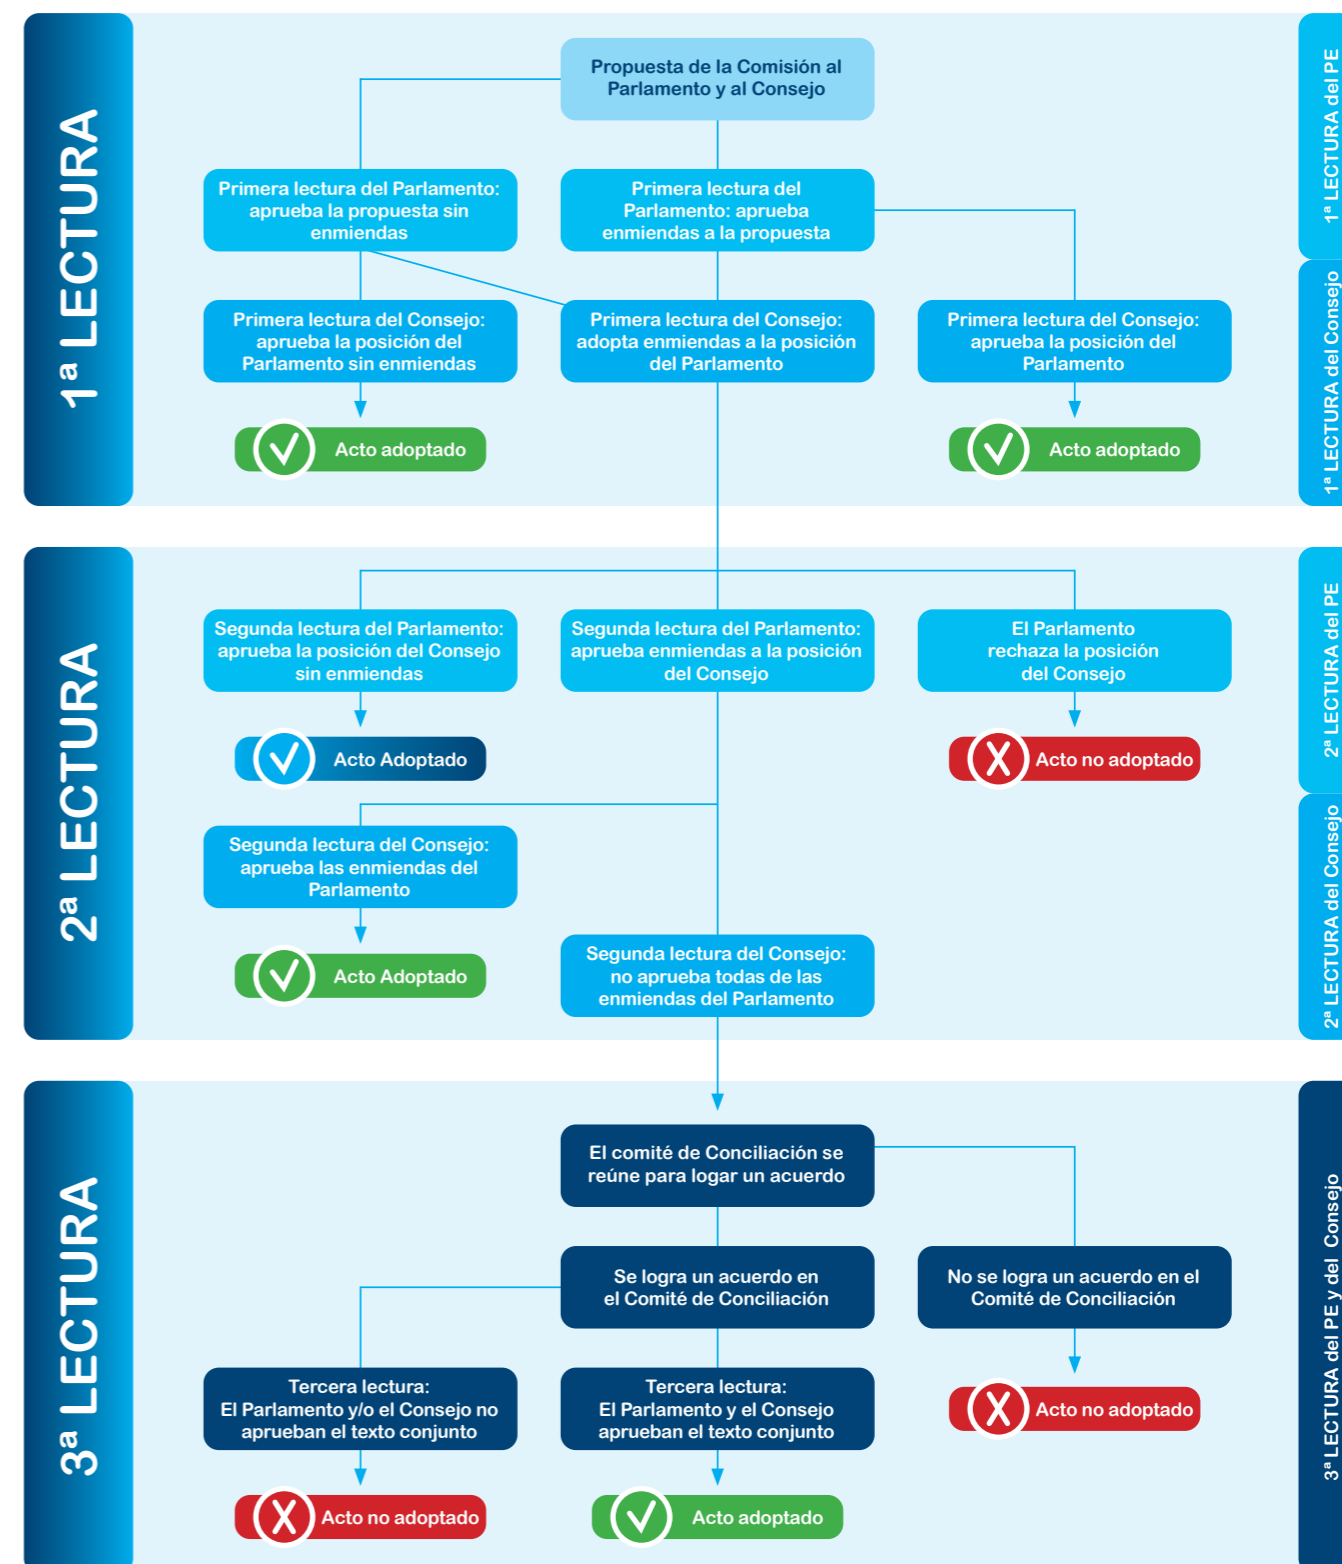 1ª LECTURA
Propuesta de la Comisión al
Parlamento y al Consejo
1ª LECTURA del PE
Primera lectura del Parlamento:
aprueba la propuesta sin
enmiendas
Primera lectura del
Parlamento: aprueba
enmiendas a la propuesta
1ª LECTURA del Consejo
Primera lectura del Consejo:
aprueba la posición del
Parlamento sin enmiendas
Primera lectura del Consejo:
adopta enmiendas a la posición
del Parlamento
Primera lectura del Consejo:
aprueba la posición del
Parlamento
Acto adoptado
Acto adoptado
2ª LECTURA
2ª LECTURA del PE
Segunda lectura del Parlamento:
aprueba la posición del Consejo
sin enmiendas
Segunda lectura del Parlamento:
aprueba enmiendas a la posición
del Consejo
El Parlamento
rechaza la posición
del Consejo
Acto Adoptado
Acto no adoptado
2ª LECTURA del Consejo
Segunda lectura del Consejo:
aprueba las enmiendas del
Parlamento
Acto Adoptado
Segunda lectura del Consejo:
no aprueba todas de las
enmiendas del Parlamento
3ª LECTURA
3ª LECTURA del PE y del Consejo
El comité de Conciliación se
reúne para logar un acuerdo
Se logra un acuerdo en
el Comité de Conciliación
No se logra un acuerdo en el
Comité de Conciliación
Tercera lectura:
El Parlamento y/o el Consejo no
aprueban el texto conjunto
Tercera lectura:
El Parlamento y el Consejo
aprueban el texto conjunto
Acto no adoptado
Acto no adoptado
Acto adoptado